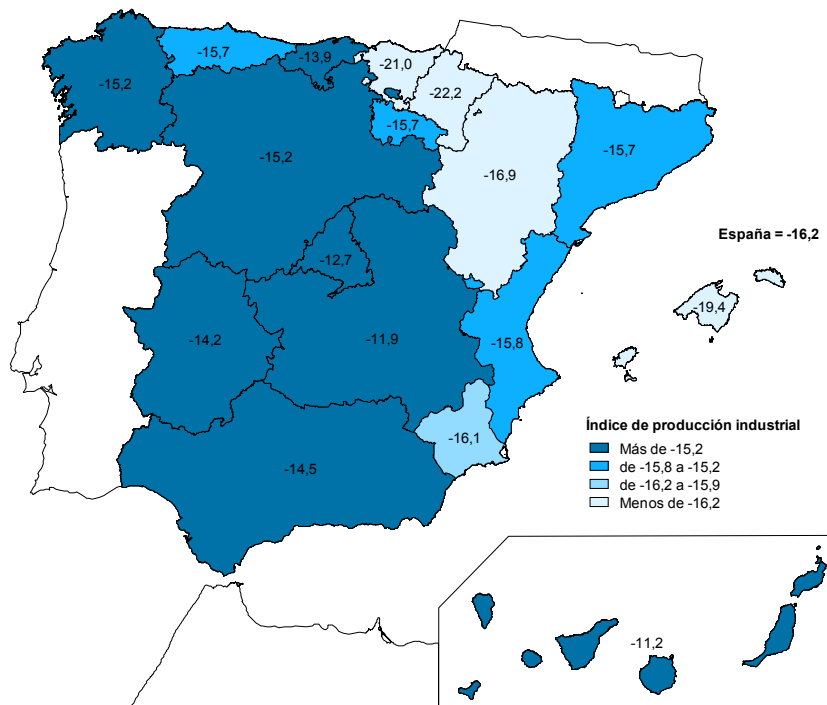 -15,7
-13,9
-21,0
-15,2
-22,2
-15,7
-15,7
-15,2
-16,9
España = -16,2
-12,7
-19,4
-14,2
-11,9
-15,8
Índice de producción industrial
-16,1
Más de -15,2
-14,5
de -15,8 a -15,2
de -16,2 a -15,9
Menos de -16,2
-11,2